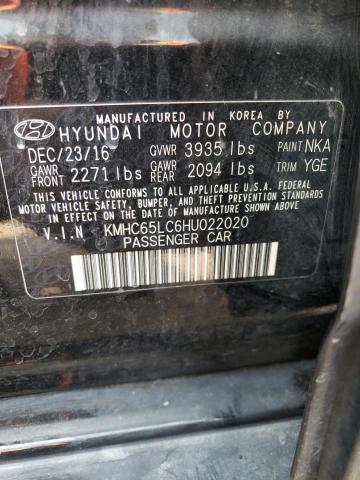 MANUFACTURED IN KOREA BY
HYUNDAI MOTOR COMPANY
DEC/23/16 GVWR 3935 lbs PAINT NKA
GAWR FRONT 2271 lbs GAWR REAR 2094 lbs TRIM YGE
THIS VEHICLE CONFORMS TO ALL APPLICABLE U.S.A. FEDERAL
MOTOR VEHICLE SAFETY, BUMPER, AND THEFT PREVENTION
STANDARDS IN EFFECT ON THE DATE OF MANUFACTURE SHOWN ABOVE.
V.I.N KMHC65LC6HU022020
PASSENGER CAR